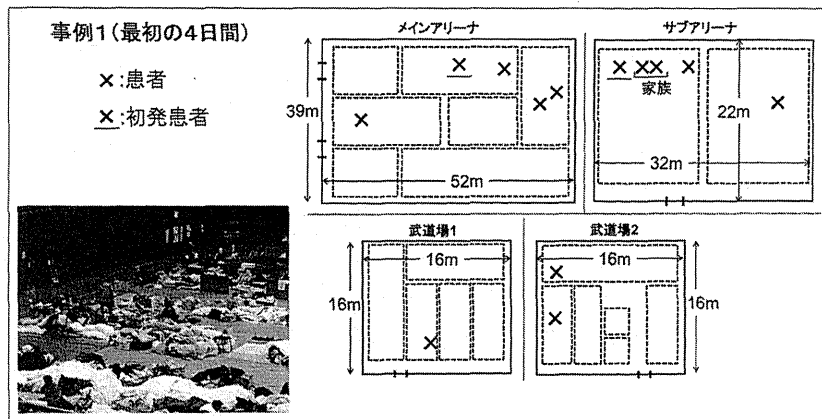 事例1(最初の4日間)
×:患者
×:初発患者
メインアリーナ
39m
52m
サブアリーナ
家族
22m
32m
武道場1
16m
16m
武道場2
16m
16m